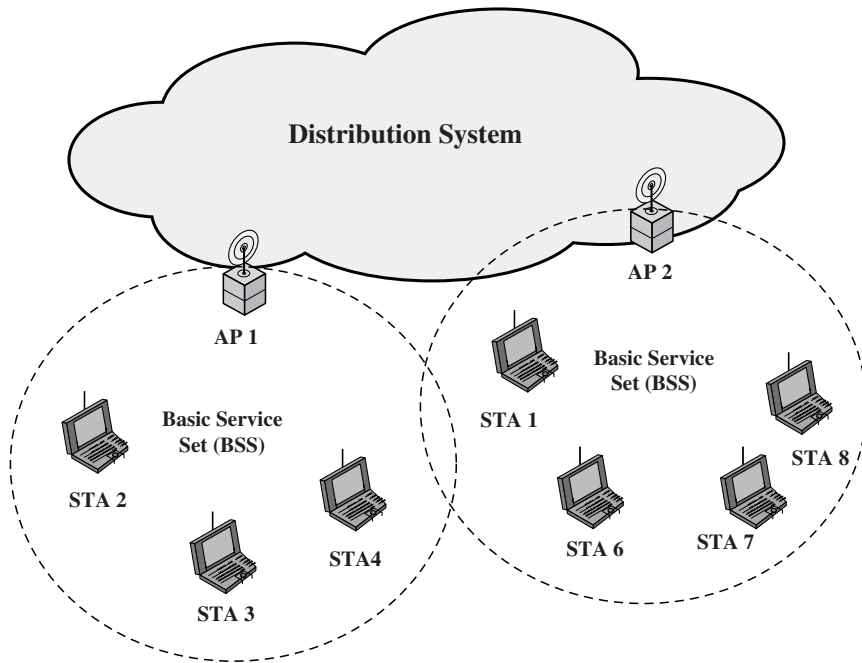 Distribution System
AP 2
AP 1
Basic Service
Set (BSS)
STA 1
STA 8
Basic Service
Set (BSS)
STA 2
STA 6
STA 7
STA4
STA 3